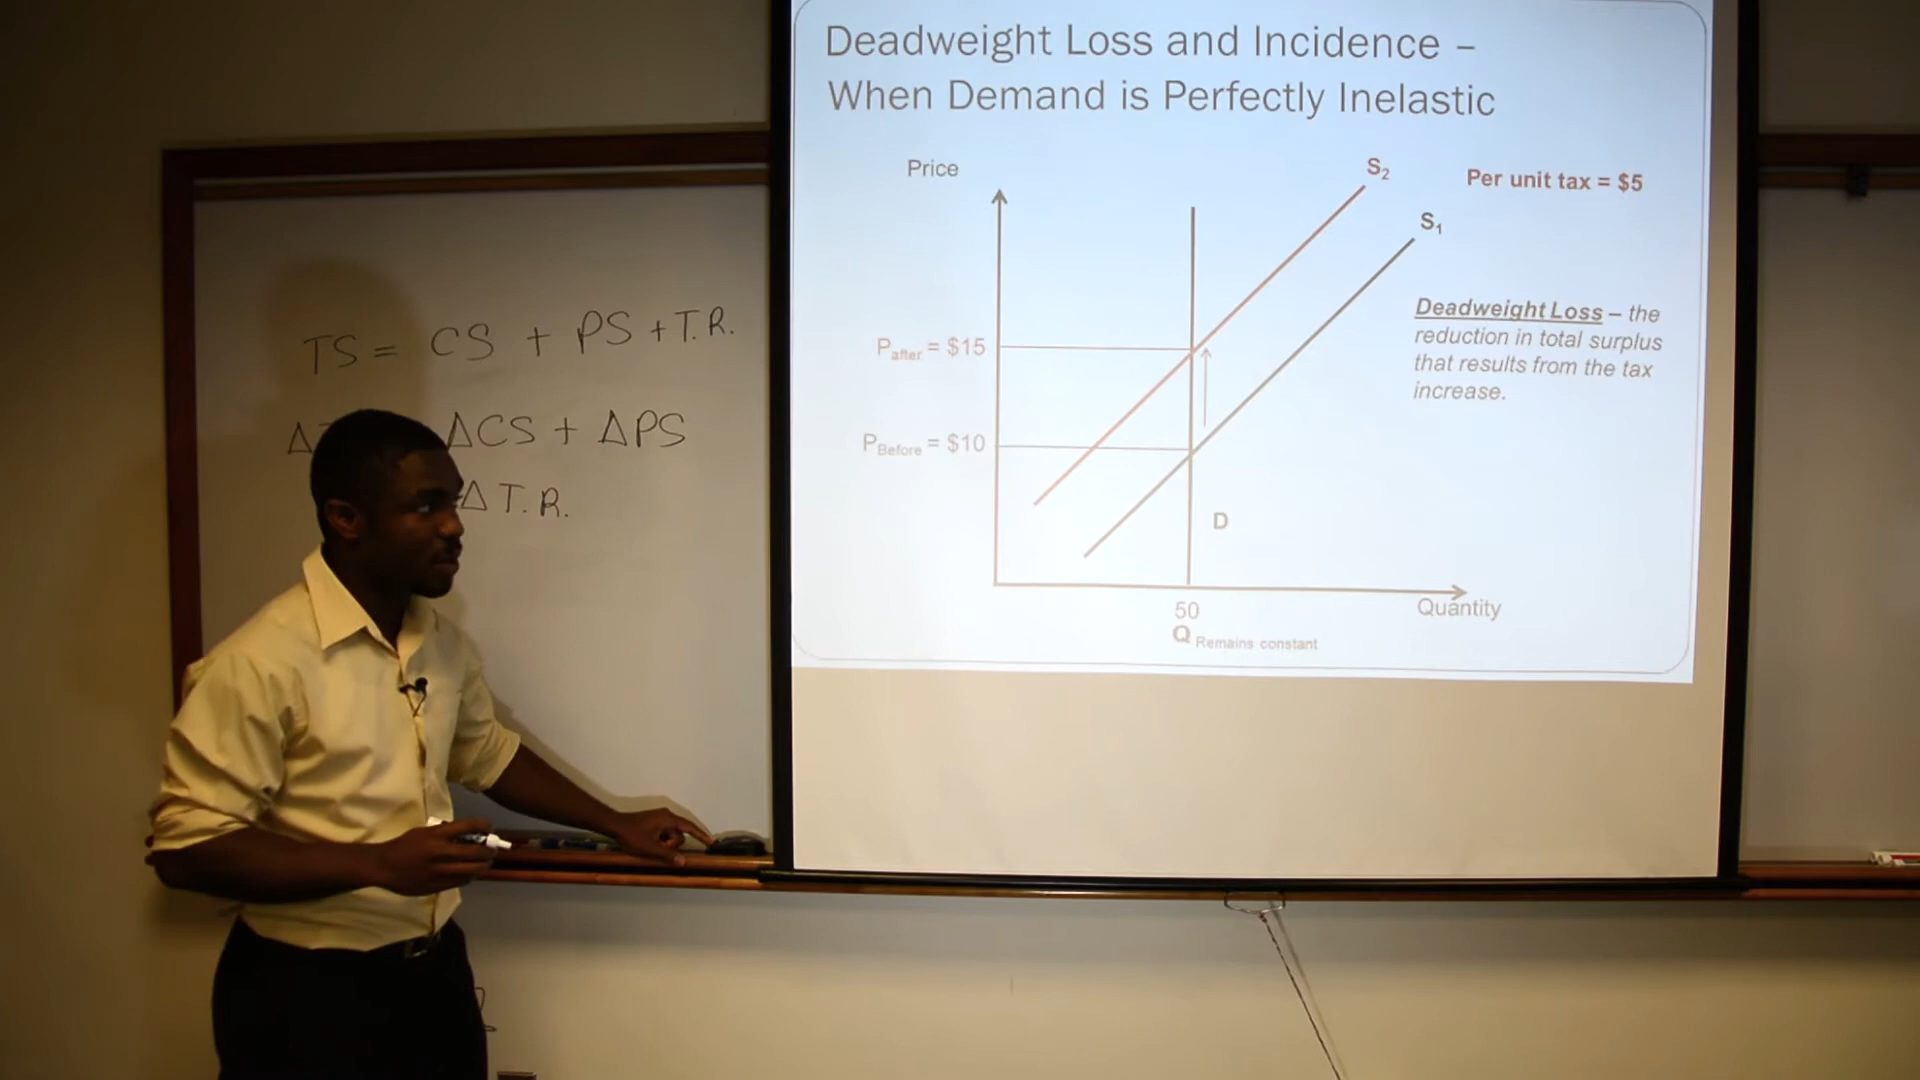 Deadweight Loss and Incidence –
When Demand is Perfectly Inelastic
Price
S2
Per unit tax = $5
S1
Deadweight Loss – the
reduction in total surplus
that results from the tax
increase.
Pafter = $15
PBefore = $10
D
50
Q Remains constant
Quantity
TS = CS + PS + T.R.
Δ ΔCS + ΔPS
Δ T.R.